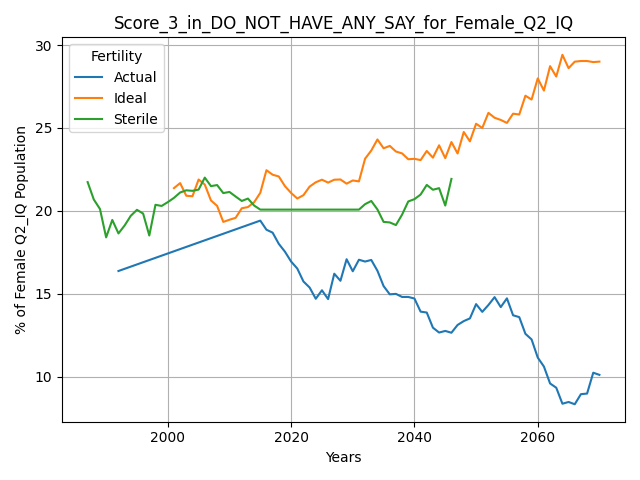 Score_3_in_DO_NOT_HAVE_ANY_SAY_for_Female_Q2_IQ
% of Female Q2_IQ Population
30
25
20
15
10
Fertility
Actual
Ideal
Sterile
2000 2020 2040 2060
Years